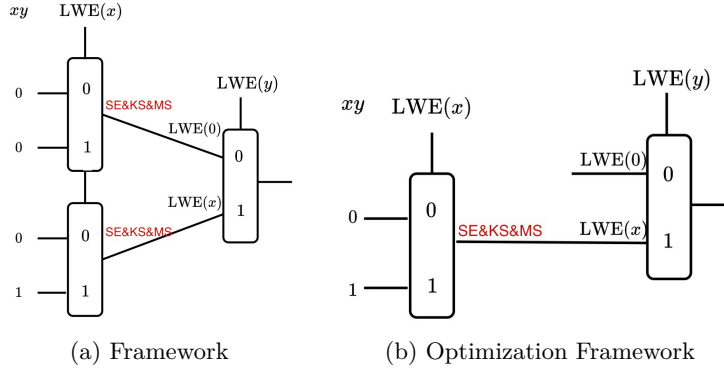 xy LWE(x)
0 0
SE&KS&MS
0 1
LWE(0)
LWE(y)
0
LWE(x)
1
0 0
SE&KS&MS
1 1
(a) Framework
xy LWE(x)
LWE(y)
LWE(0)
0
0 0
SE&KS&MS
LWE(x)
1
1 1
(b) Optimization Framework